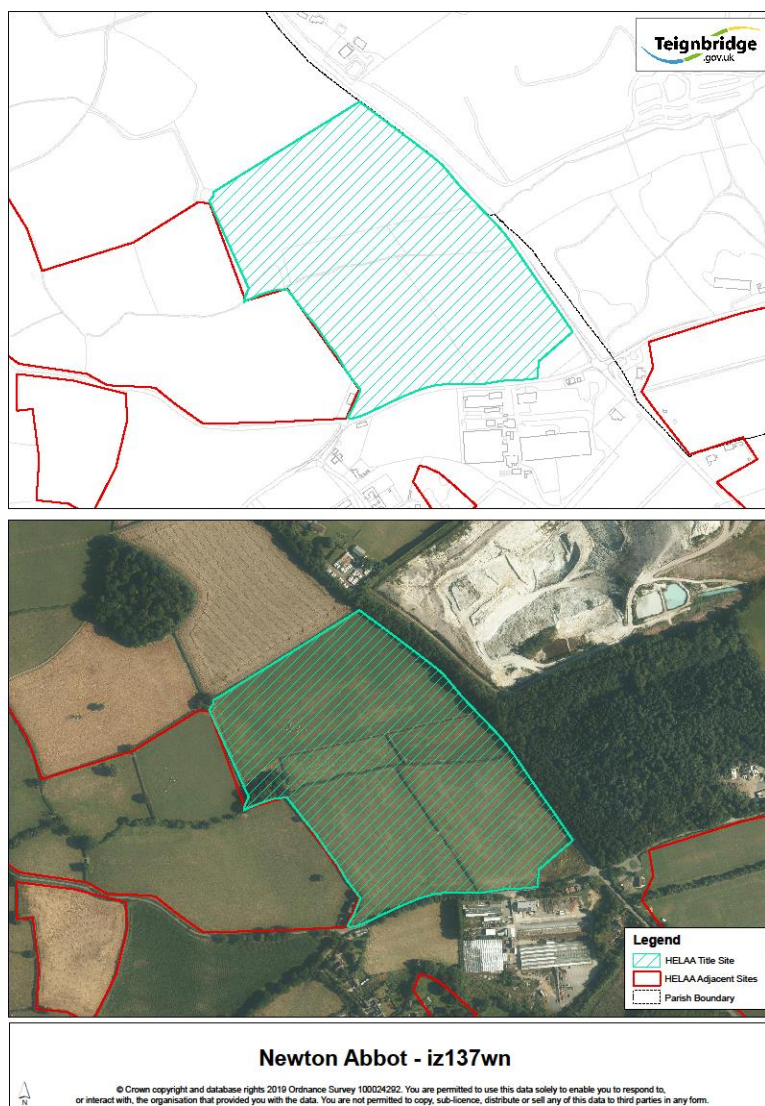 Teignbridge
.gov.uk
Legend
HELAA Title Site
HELAA Adjacent Sites
Parish Boundary
Newton Abbot - iz137wn
N
© Crown copyright and database rights 2019 Ordnance Survey 100024292. You are permitted to use this data solely to enable you to respond to,
or interact with, the organisation that provided you with the data. You are not permitted to copy, sub-licence, distribute or sell any of this data to third parties in any form.